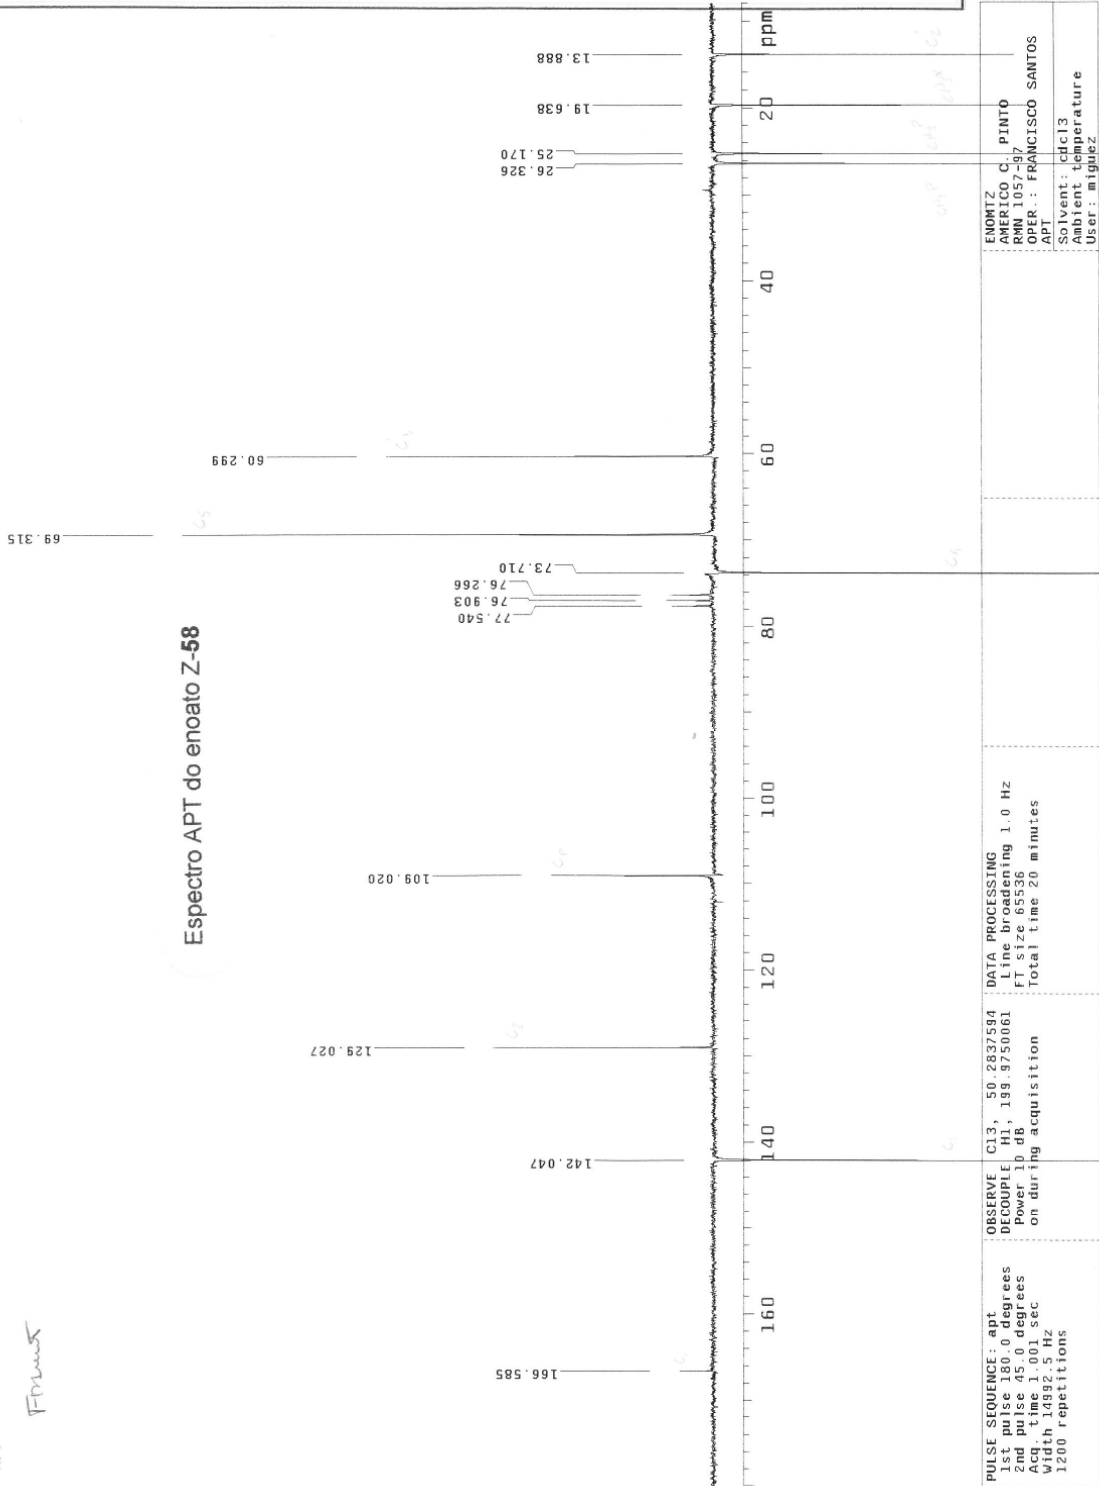 Espectro APT do enoato Z-58
166.585
142.047
129.027
109.020
77.540
76.903
76.266
73.710
69.315
60.299
26.326
25.170
19.638
13.888
160
140
120
100
80
60
40
20
ppm
PULSE SEQUENCE: apt
1st pulse 180.0 degrees
2nd pulse 45.0 degrees
Acq. time 1.001 sec
Width 14992.5 Hz
1200 repetitions
OBSERVE C13, 50.2837594
DECOUPLE H1, 199.9750061
Power 10 dB
on during acquisition
DATA PROCESSING
Line broadening 1.0 Hz
FT size 65536
Total time 20 minutes
ENOMTZ
AMERICO C. PINTO
RMN 1057-97
OPER.: FRANCISCO SANTOS
APT
Solvent: cdcl3
Ambient temperature
User: miguez